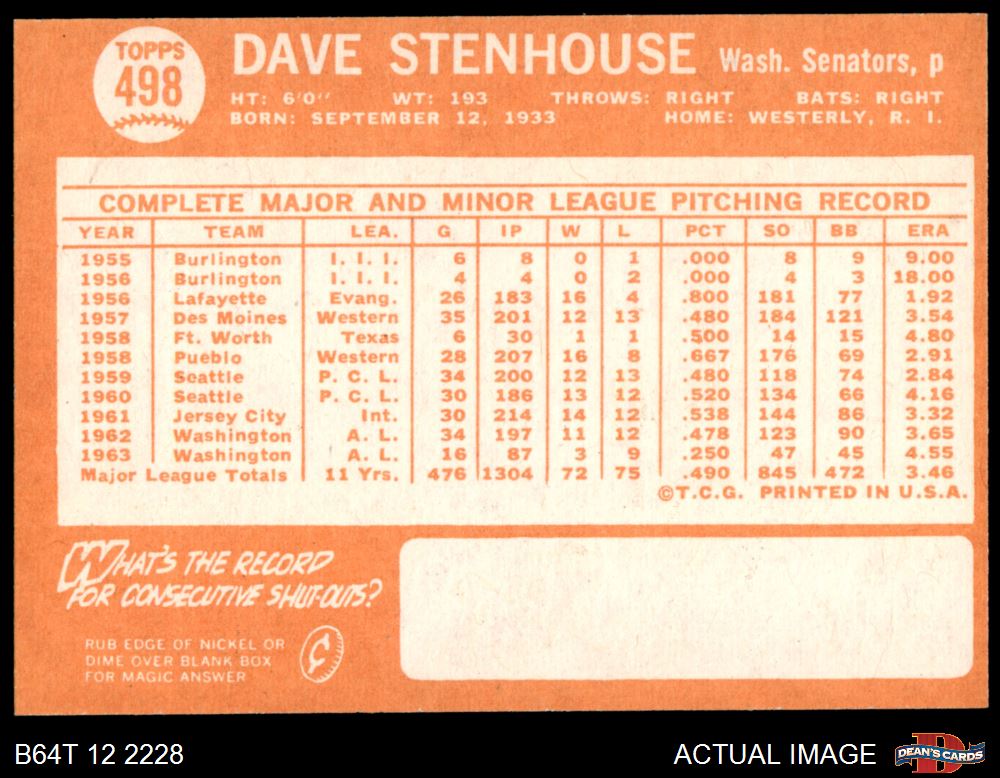 TOPPS
498
DAVE STENHOUSE Wash. Senators, p
HT: 6'0" WT: 193 THROWS: RIGHT BATS: RIGHT
BORN: SEPTEMBER 12, 1933 HOME: WESTERLY, R. I.
COMPLETE MAJOR AND MINOR LEAGUE PITCHING RECORD
YEAR TEAM LEA. G IP W L PCT SO BB ERA
1955 Burlington I. I. I. 6 8 0 1 .000 8 9 9.00
1956 Burlington I. I. I. 4 4 0 2 .000 4 3 18.00
1956 Lafayette Evang. 26 183 16 4 .800 181 77 1.92
1957 Des Moines Western 35 201 12 13 .480 184 121 3.54
1958 Ft. Worth Texas 6 30 1 1 .500 14 15 4.80
1958 Pueblo Western 28 207 16 8 .667 176 69 2.91
1959 Seattle P. C. L. 34 200 12 13 .480 118 74 2.84
1960 Seattle P. C. L. 30 186 13 12 .520 134 66 4.16
1961 Jersey City Int. 30 214 14 12 .538 144 86 3.32
1962 Washington A. L. 34 197 11 12 .478 123 90 3.65
1963 Washington A. L. 16 87 3 9 .250 47 45 4.55
Major League Totals 11 Yrs. 476 1304 72 75 .490 845 472 3.46
©T.C.G. PRINTED IN U.S.A.
WHAT'S THE RECORD
FOR CONSECUTIVE SHUT-OUTS?
RUB EDGE OF NICKEL OR
DIME OVER BLANK BOX
FOR MAGIC ANSWER
¢
B64T 12 2228 ACTUAL IMAGE DEAN'S CARDS